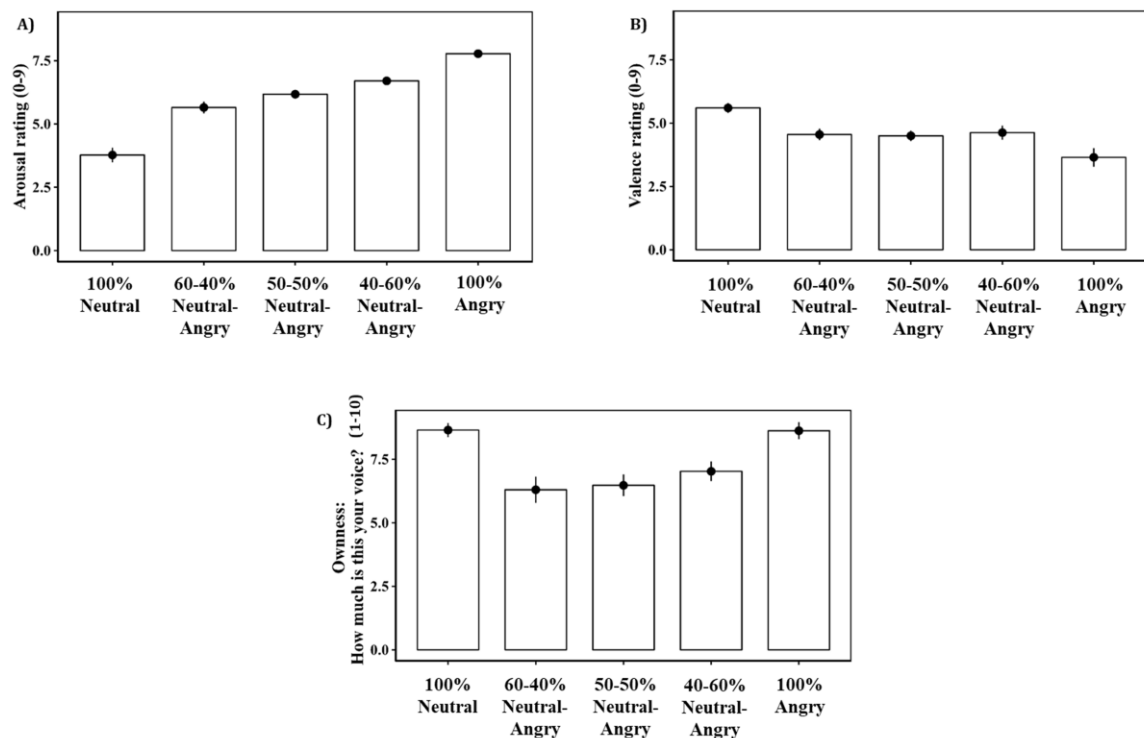 A)
Arousal rating (0-9)
7.5
5.0
2.5
0.0
100%
Neutral
60-40%
Neutral-
Angry
50-50%
Neutral-
Angry
40-60%
Neutral-
Angry
100%
Angry
B)
Valence rating (0-9)
7.5
5.0
2.5
0.0
100%
Neutral
60-40%
Neutral-
Angry
50-50%
Neutral-
Angry
40-60%
Neutral-
Angry
100%
Angry
C)
Ownness:
How much is this your voice? (1-10)
7.5
5.0
2.5
0.0
100%
Neutral
60-40%
Neutral-
Angry
50-50%
Neutral-
Angry
40-60%
Neutral-
Angry
100%
Angry